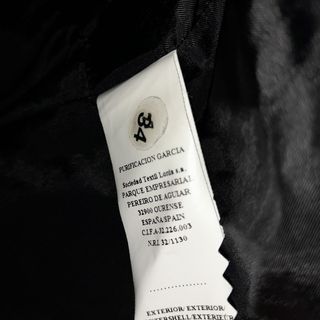 34
PURIFICACION GARCIA
Sociedad Textil Lonia s.a.
PARQUE EMPRESARIAL
PEREIRO DE AGUIAR
32900 OURENSE
ESPAÑA/SPAIN
C.I.F.A-32.226.003
N.R.I. 32/1130
EXTERIOR/EXTERIOR/